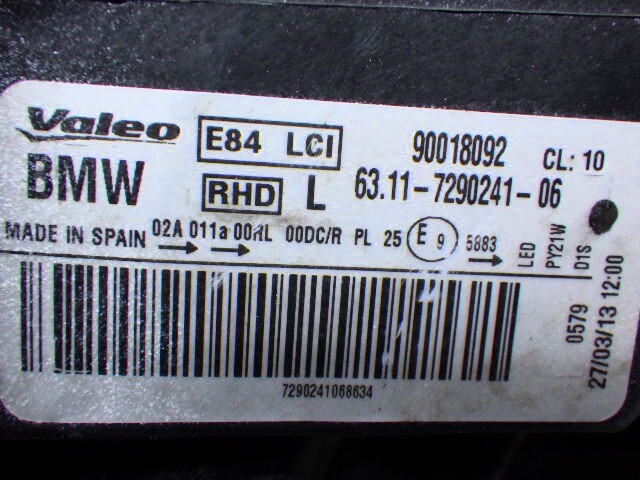 Valeo E84 LCI 90018092 CL: 10
BMW RHD L 63.11-7290241-06
MADE IN SPAIN 02A 011a 00RL 00DC/R PL 25 E 9 5883
LED
PY21W
D1S
0579
27/03/13 12:00
7290241068634